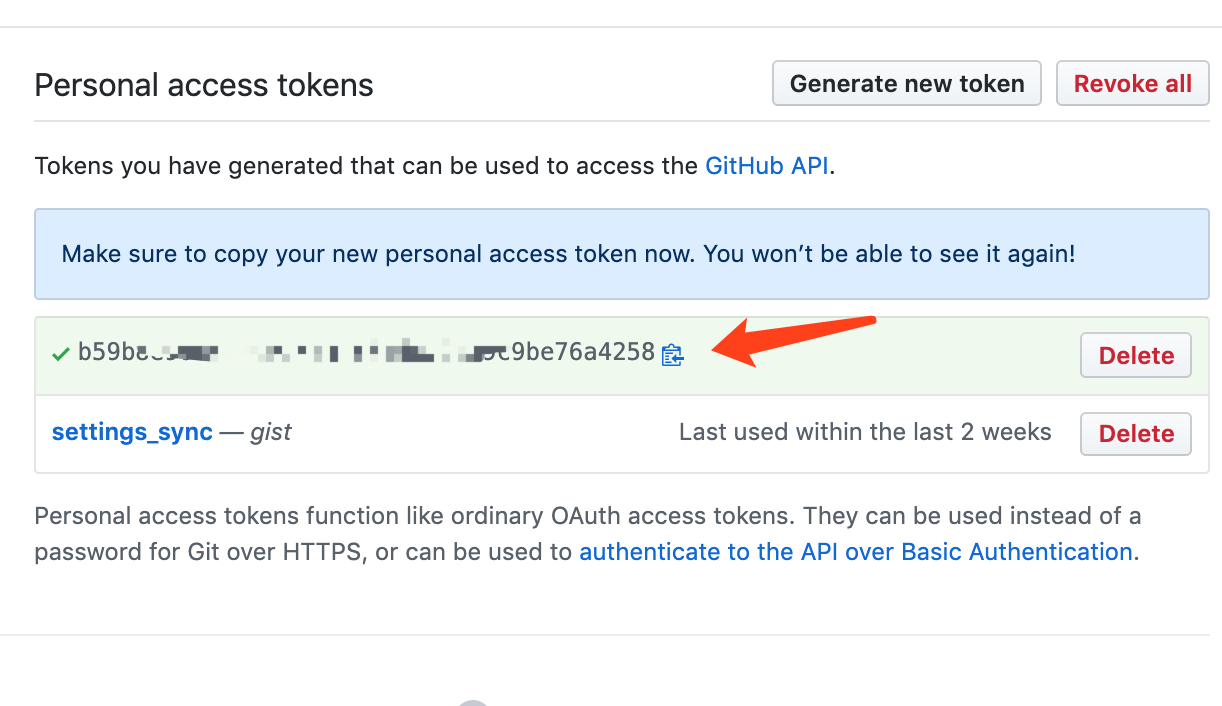 Personal access tokens
Generate new token
Revoke all
Tokens you have generated that can be used to access the GitHub API.
Make sure to copy your new personal access token now. You won’t be able to see it again!
b59b 9be76a4258
Delete
settings_sync — gist
Last used within the last 2 weeks
Delete
Personal access tokens function like ordinary OAuth access tokens. They can be used instead of a
password for Git over HTTPS, or can be used to authenticate to the API over Basic Authentication.